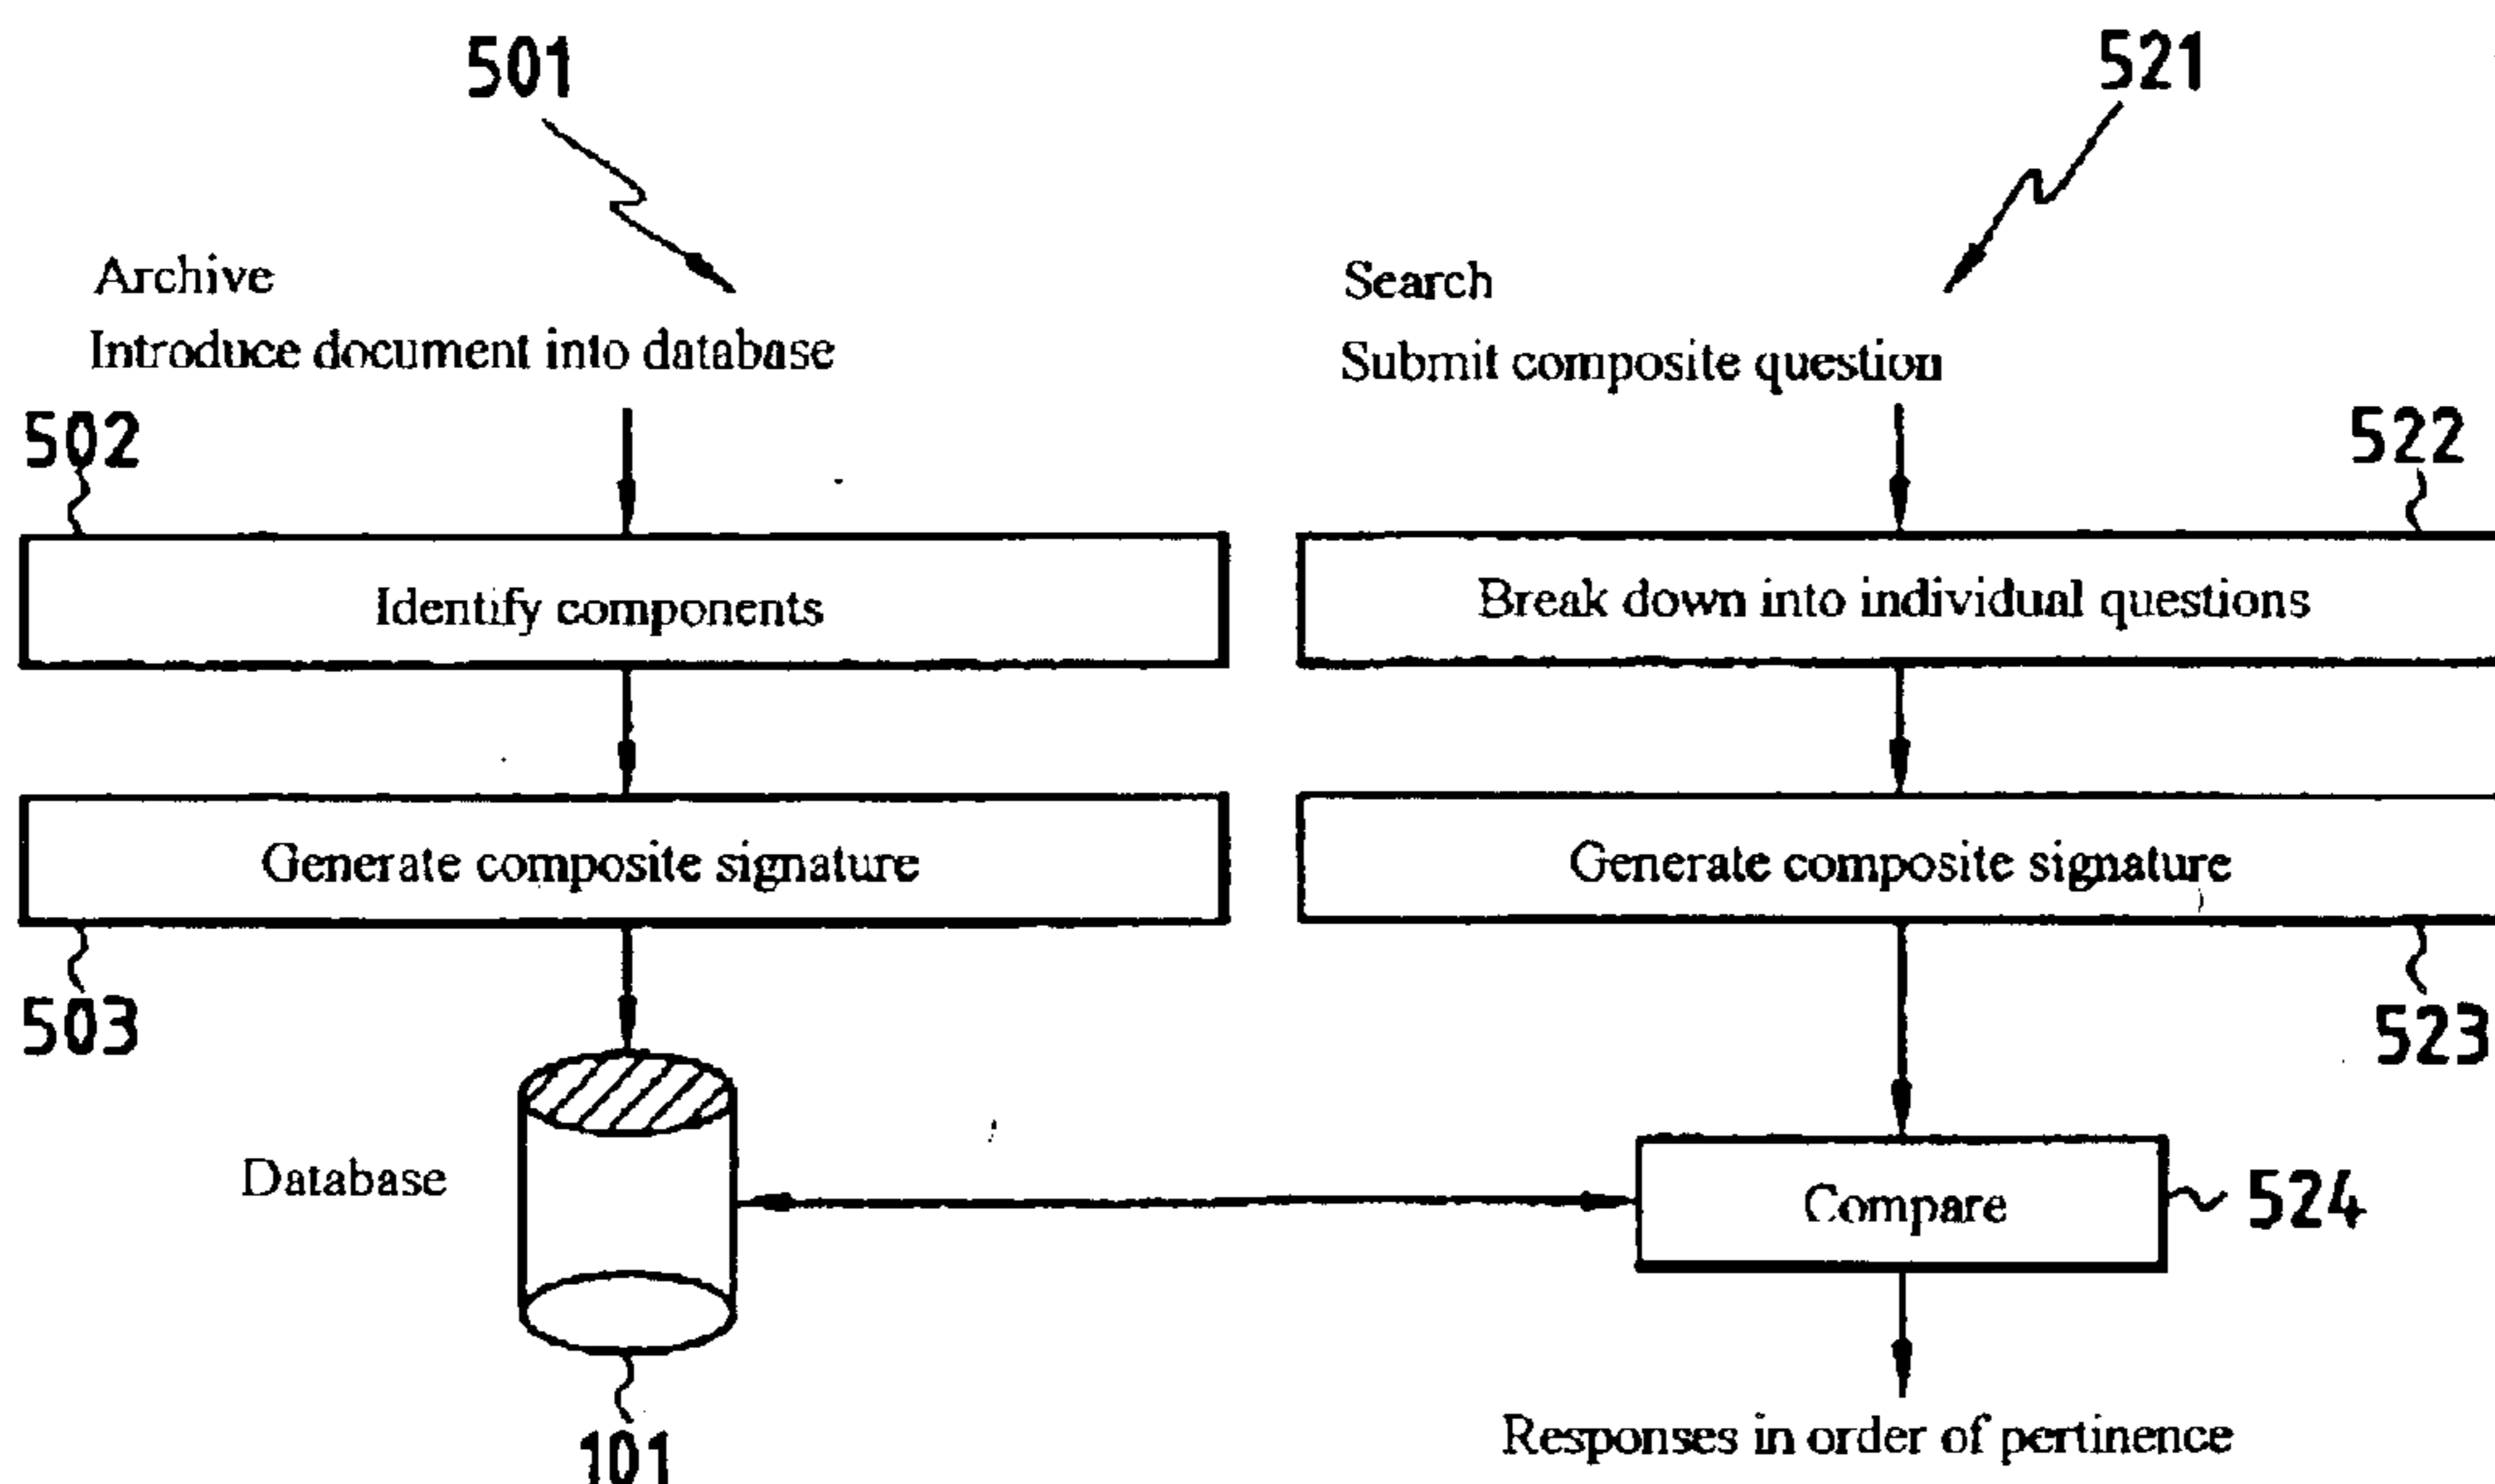 501
521
Archive
Introduce document into database
Search
Submit composite question
502
522
Identify components
Break down into individual questions
Generate composite signature
Generate composite signature
503
523
Database
Compare
524
101
Responses in order of pertinence